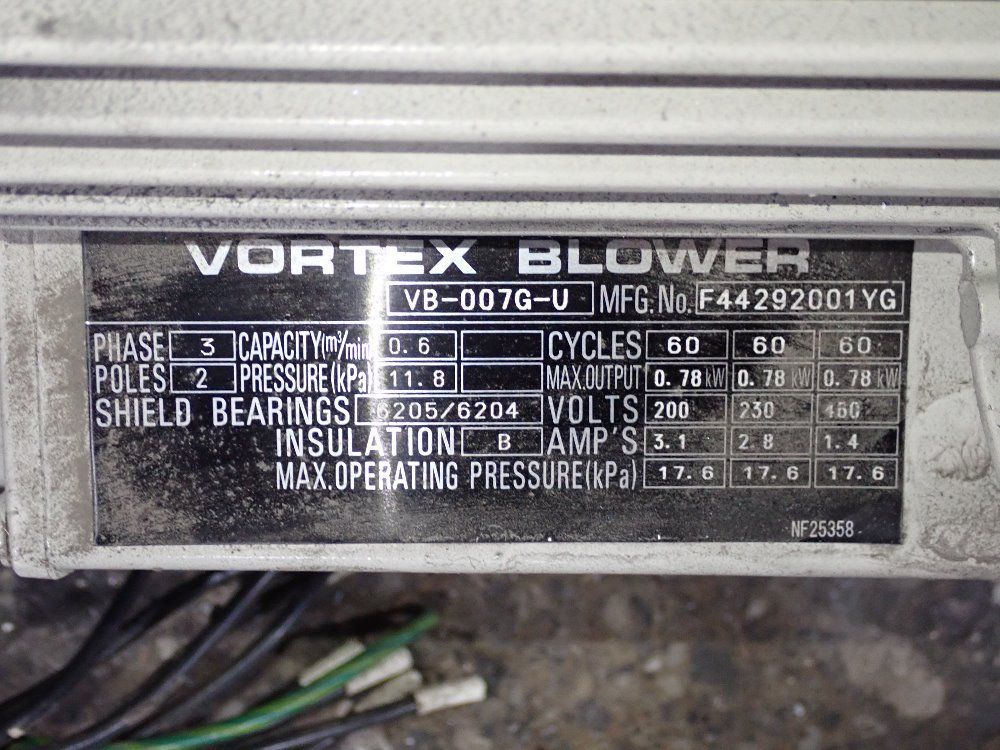 VORTEX BLOWER
VB-007G-U MFG.No. F44292001YG
PHASE 3 CAPACITY(m³/min) 0.6 CYCLES 60 60 60
POLES 2 PRESSURE(kPa) 11.8 MAX.OUTPUT 0.78kW 0.78kW 0.78kW
SHIELD BEARINGS 6205/6204 VOLTS 200 230 460
INSULATION B AMP'S 3.1 2.8 1.4
MAX.OPERATING PRESSURE(kPa) 17.6 17.6 17.6
NF25358